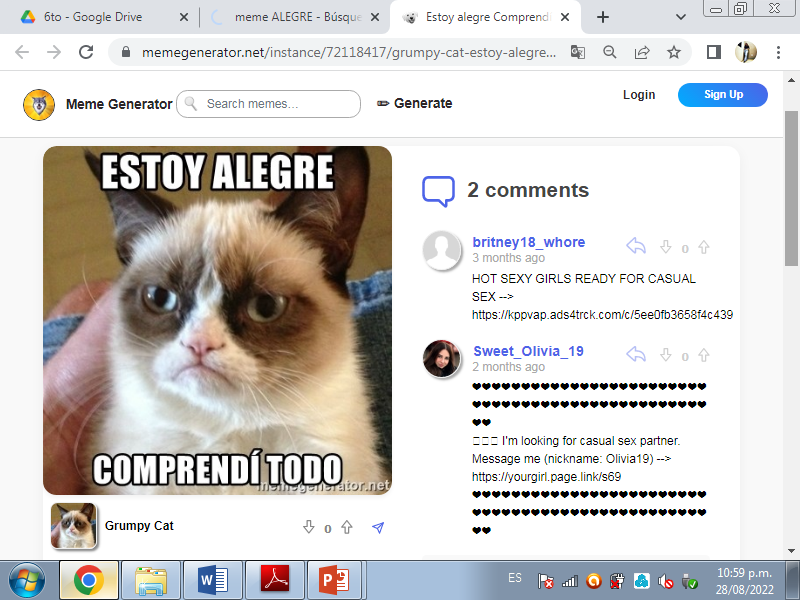 6to - Google Drive
meme ALEGRE - Búsque
Estoy alegre Comprendi
memegenerator.net/instance/72118417/grumpy-cat-estoy-alegre...
Meme Generator
Search memes...
Generate
Login
Sign Up
ESTOY ALEGRE
COMPRENDÍ TODO
memegenerator.net
Grumpy Cat
0
2 comments
britney18_whore
0
3 months ago
HOT SEXY GIRLS READY FOR CASUAL
SEX -->
https://kppvap.ads4trck.com/c/5ee0fb3658f4c439
Sweet_Olivia_19
0
2 months ago
❤❤❤❤❤❤❤❤❤❤❤❤❤❤❤❤❤❤❤❤❤❤❤❤
❤❤❤❤❤❤❤❤❤❤❤❤❤❤❤❤❤❤❤❤❤❤❤❤
❤❤
I'm looking for casual sex partner.
Message me (nickname: Olivia19) -->
https://yourgirl.page.link/s69
❤❤❤❤❤❤❤❤❤❤❤❤❤❤❤❤❤❤❤❤❤❤❤❤
❤❤❤❤❤❤❤❤❤❤❤❤❤❤❤❤❤❤❤❤❤❤❤❤
❤❤
ES
10:59 p.m.
28/08/2022